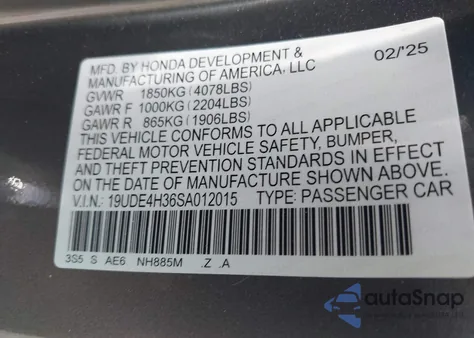 MFD. BY HONDA DEVELOPMENT & 02/'25
MANUFACTURING OF AMERICA, LLC
GVWR 1850KG (4078LBS)
GAWR F 1000KG (2204LBS)
GAWR R 865KG (1906LBS)
THIS VEHICLE CONFORMS TO ALL APPLICABLE
FEDERAL MOTOR VEHICLE SAFETY, BUMPER,
AND THEFT PREVENTION STANDARDS IN EFFECT
ON THE DATE OF MANUFACTURE SHOWN ABOVE.
V.I.N.: 19UDE4H36SA012015 TYPE: PASSENGER CAR
3S5 S AE6 NH885M .Z .A
autoSnap